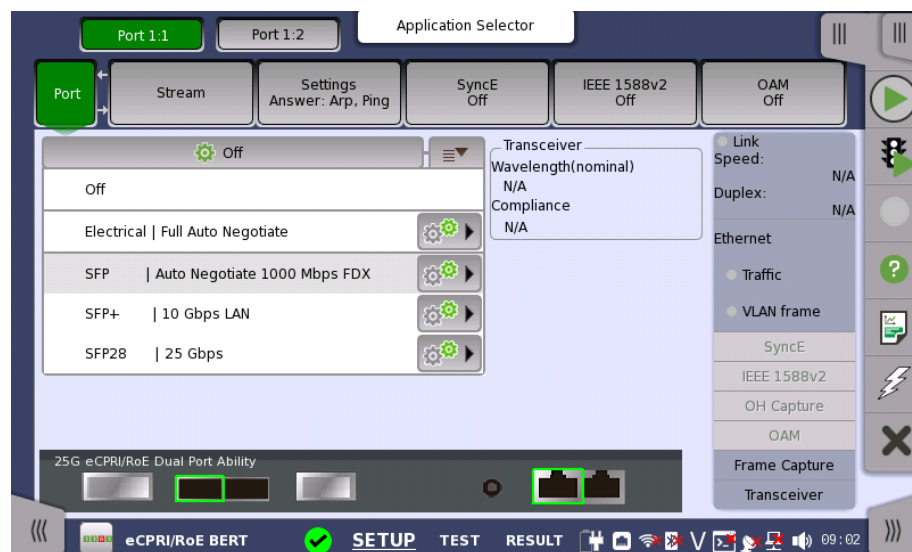 Application Selector
Port 1:1
Port 1:2
Port
Stream
Settings
Answer: Arp, Ping
SyncE
Off
IEEE 1588v2
Off
OAM
Off
Off
Off
Electrical | Full Auto Negotiate
SFP | Auto Negotiate 1000 Mbps FDX
SFP+ | 10 Gbps LAN
SFP28 | 25 Gbps
Transceiver
Wavelength(nominal)
N/A
Compliance
N/A
Link
Speed:
N/A
Duplex:
N/A
Ethernet
Traffic
VLAN frame
SyncE
IEEE 1588v2
OH Capture
OAM
Frame Capture
Transceiver
25G eCPRI/RoE Dual Port Ability
eCPRI/RoE BERT
SETUP
TEST
RESULT
V
09:02